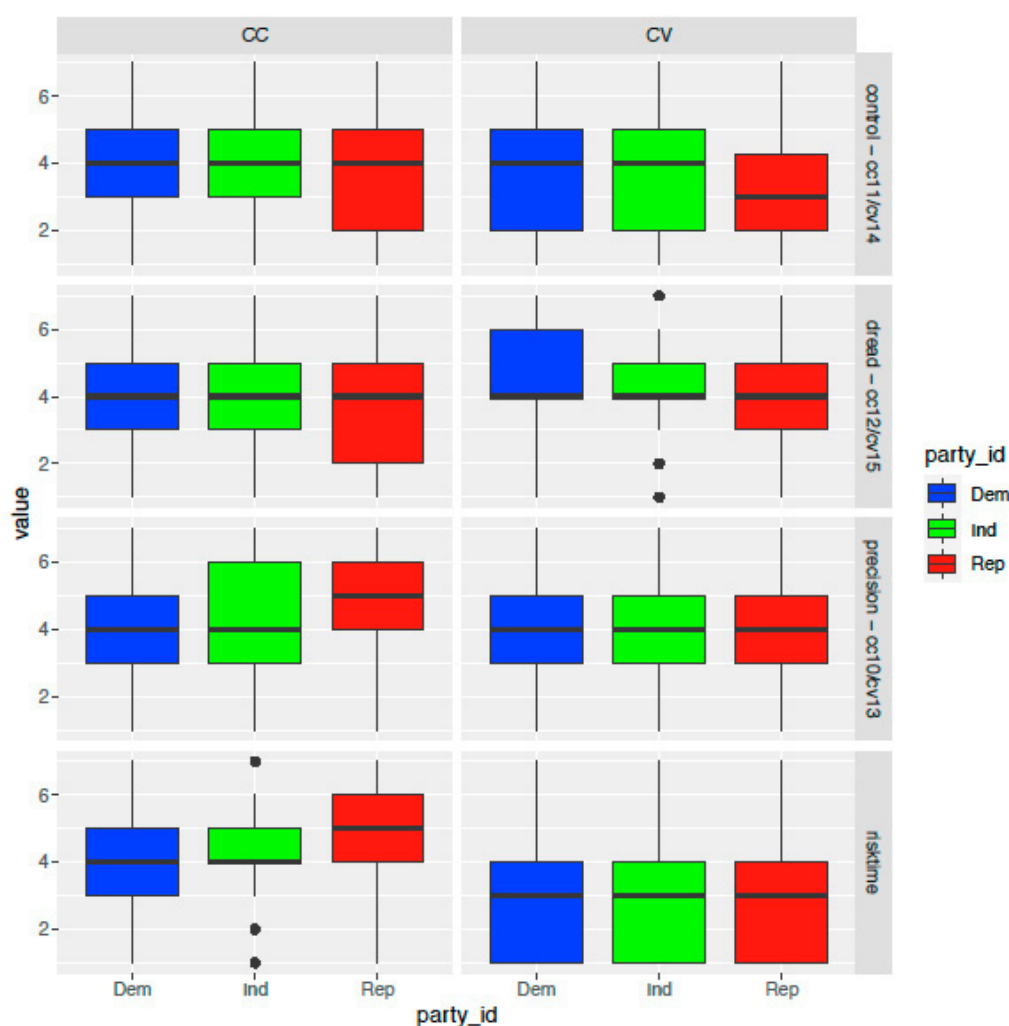 CC
CV
6
4
2
control – cc11/cv14
6
4
2
dread – cc12/cv15
6
4
2
precision – cc10/cv13
6
4
2
risktime
value
Dem
Ind
Rep
Dem
Ind
Rep
party_id
party_id
Dem
Ind
Rep